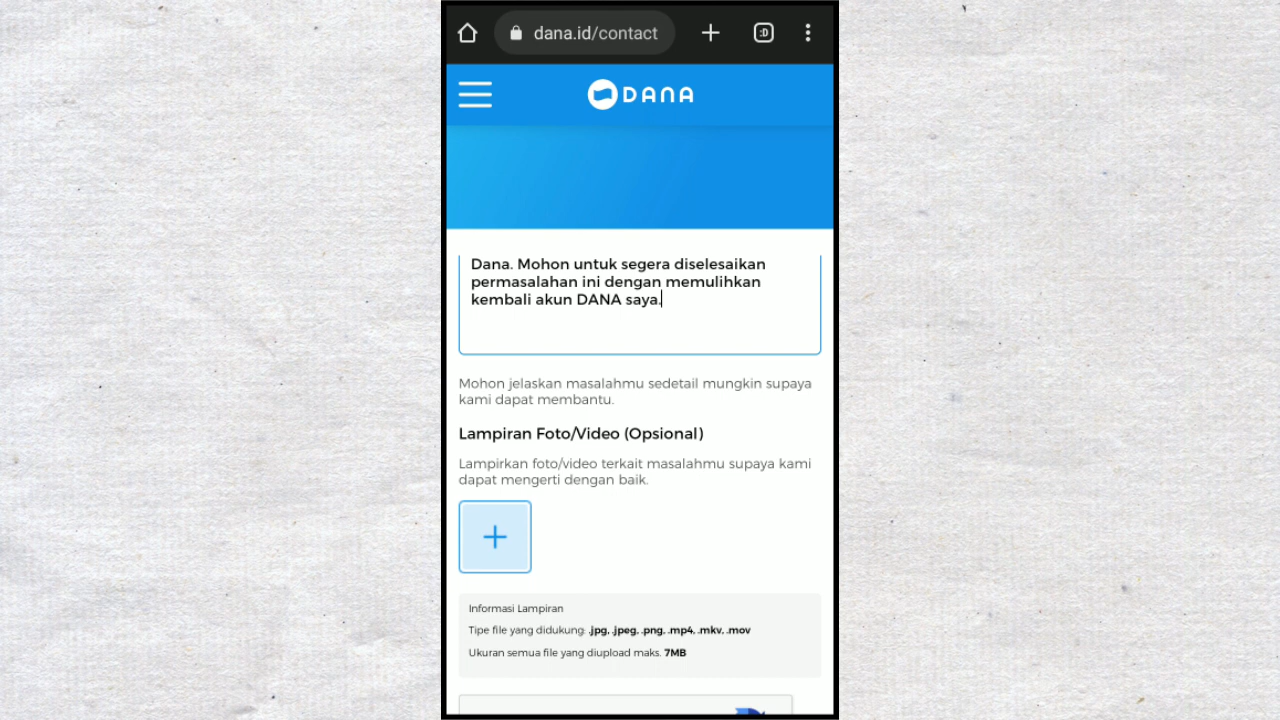 dana.id/contact
:D
DANA
Dana. Mohon untuk segera diselesaikan
permasalahan ini dengan memulihkan
kembali akun DANA saya.
Mohon jelaskan masalahmu sedetail mungkin supaya
kami dapat membantu.
Lampiran Foto/Video (Opsional)
Lampirkan foto/video terkait masalahmu supaya kami
dapat mengerti dengan baik.
Informasi Lampiran
Tipe file yang didukung: .jpg, .jpeg, .png, .mp4, .mkv, .mov
Ukuran semua file yang diupload maks. 7MB